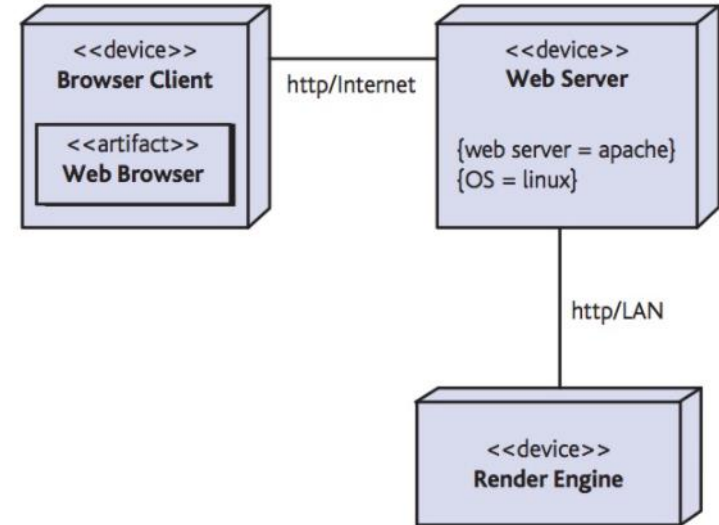 <<device>>
Browser Client
<<artifact>>
Web Browser
http/Internet
<<device>>
Web Server
{web server = apache}
{OS = linux}
http/LAN
<<device>>
Render Engine